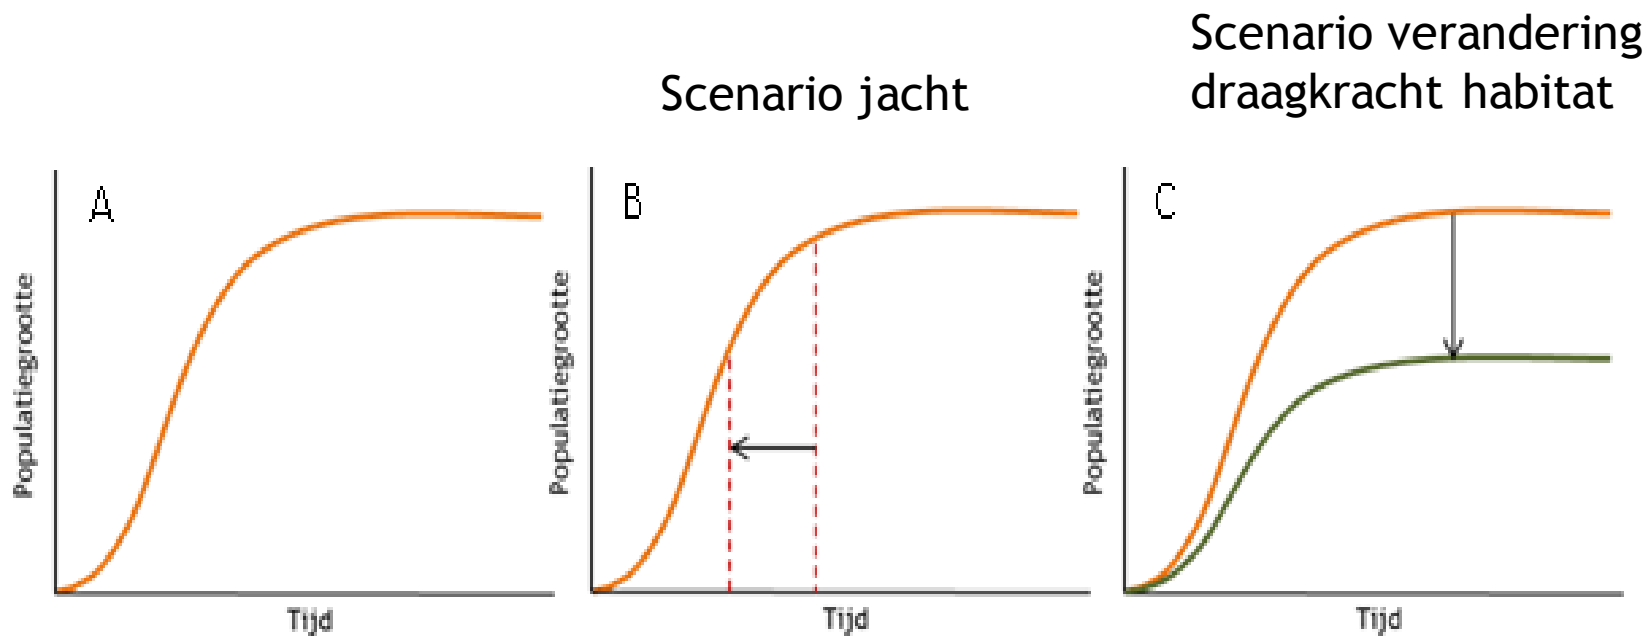 Scenario verandering
draagkracht habitat
Scenario jacht
A
Populatiegrootte
Tijd
B
Populatiegrootte
Tijd
C
Populatiegrootte
Tijd